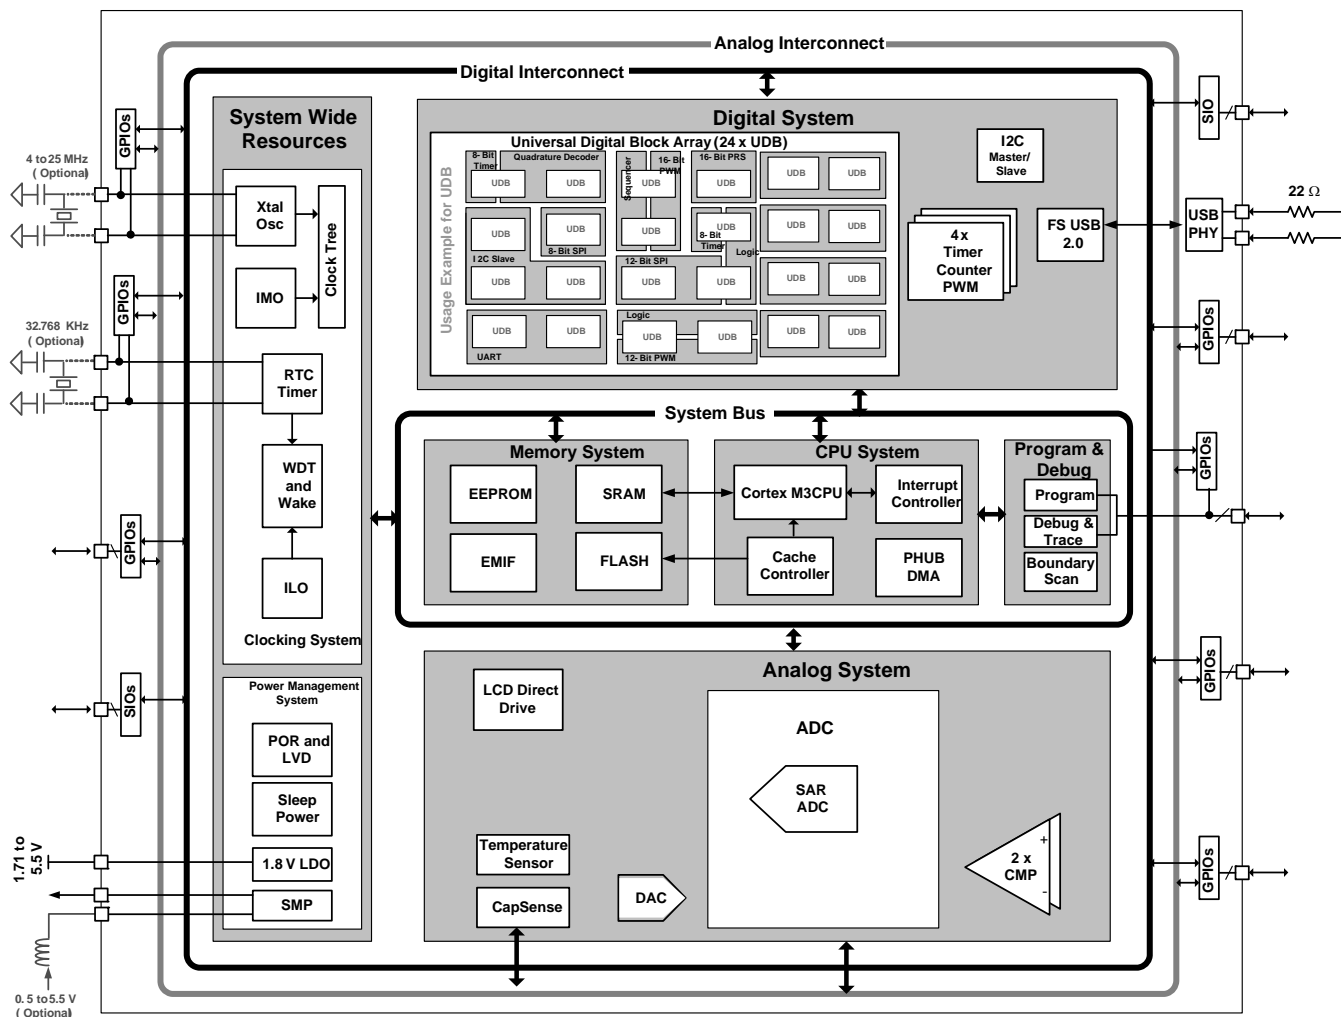 Analog Interconnect
Digital Interconnect
System Wide
Resources
4 to 25 MHz
( Optional)
GPIOs
Xtal
Osc
Clock Tree
IMO
32.768 KHz
( Optional)
GPIOs
RTC
Timer
WDT
and
Wake
ILO
Clocking System
GPIOs
SIOs
Power Management
System
POR and
LVD
Sleep
Power
1.8 V LDO
SMP
1.71 to
5.5 V
0. 5 to 5.5 V
( Optional)
Digital System
Universal Digital Block Array (24 x UDB)
Usage Example for UDB
8- Bit
Timer
Quadrature Decoder
Sequencer
16- Bit
PWM
16- Bit PRS
UDB
UDB
UDB
UDB
UDB
UDB
UDB
UDB
UDB
UDB
UDB
UDB
8- Bit SPI
8- Bit
Timer
Logic
I 2C Slave
12- Bit SPI
UDB
UDB
UDB
UDB
UDB
UDB
Logic
UDB
UDB
UDB
UDB
UDB
UDB
UART
12- Bit PWM
I2C
Master/
Slave
4 x
Timer
Counter
PWM
FS USB
2.0
USB
PHY
22 Ω
SIO
GPIOs
GPIOs
GPIOs
GPIOs
System Bus
Memory System
EEPROM
SRAM
EMIF
FLASH
CPU System
Cortex M3CPU
Interrupt
Controller
Cache
Controller
PHUB
DMA
Program &
Debug
Program
Debug &
Trace
Boundary
Scan
Analog System
LCD Direct
Drive
ADC
SAR
ADC
Temperature
Sensor
CapSense
DAC
+
2 x
CMP
-